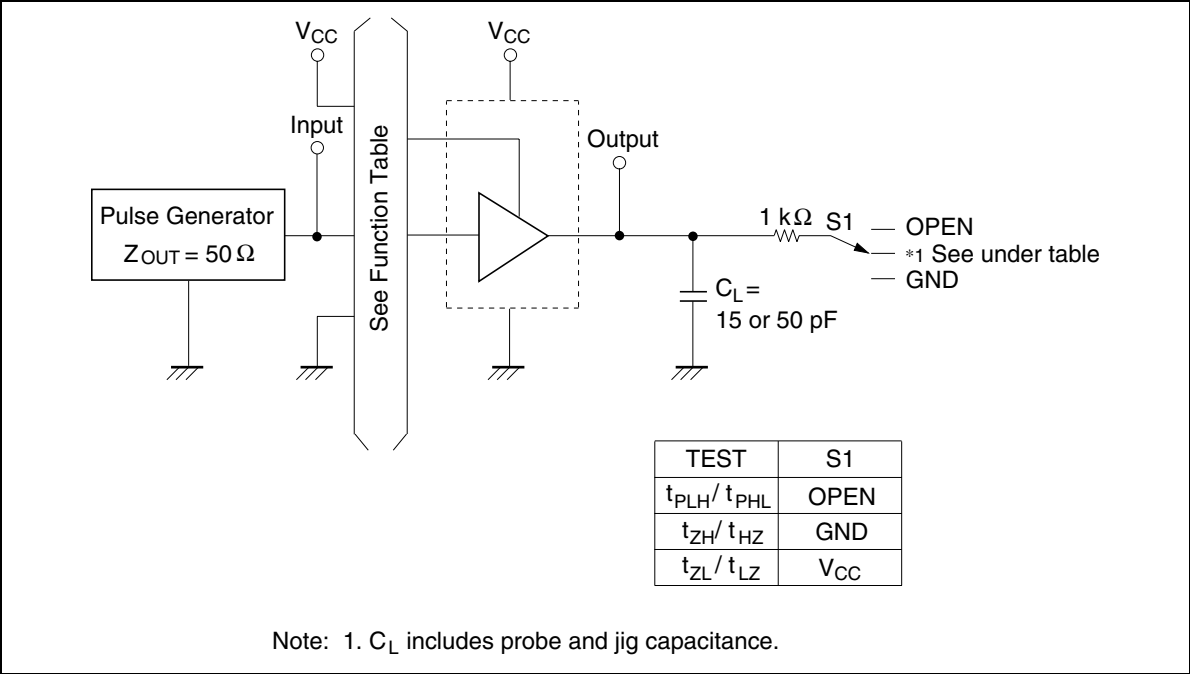 VCC
VCC
Input
Output
See Function Table
Pulse Generator
ZOUT = 50 Ω
1 kΩ
S1
OPEN
*1 See under table
GND
CL =
15 or 50 pF
TEST S1
tPLH / tPHL OPEN
tZH / tHZ GND
tZL / tLZ VCC
Note: 1. CL includes probe and jig capacitance.